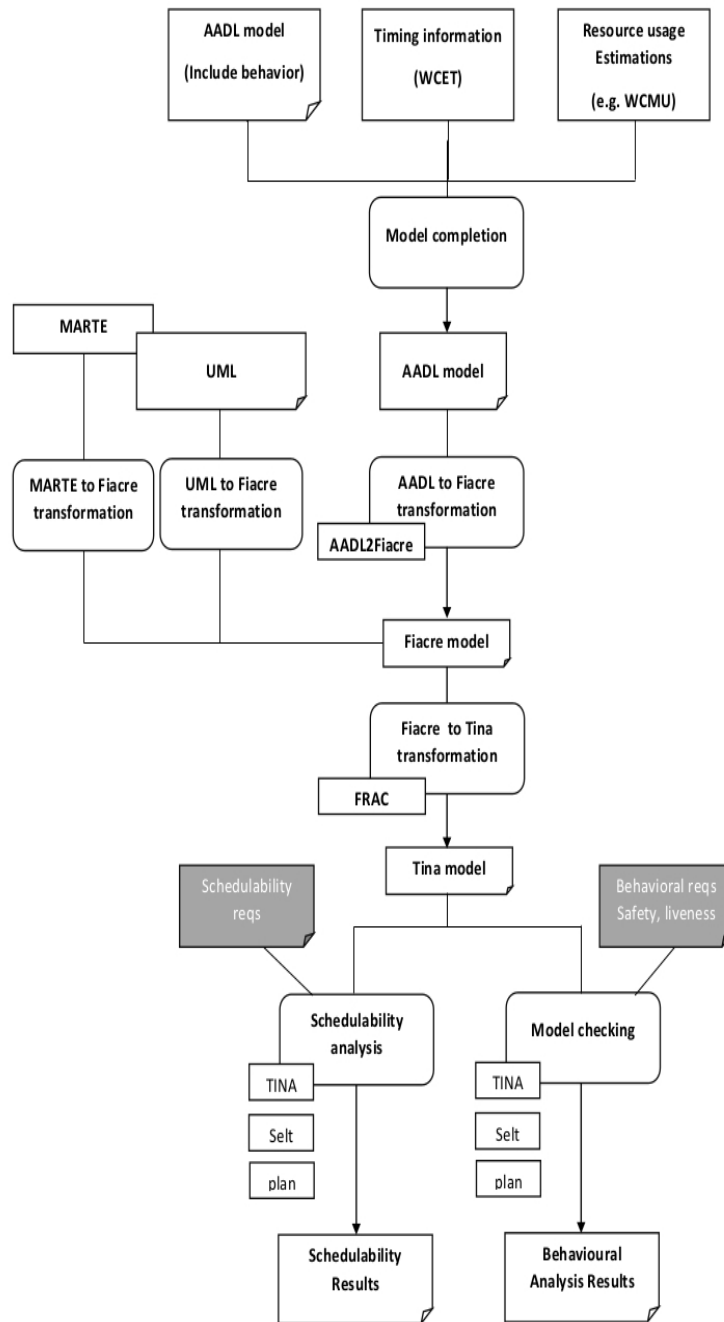 AADL model
(Include behavior)
Timing information
(WCET)
Resource usage
Estimations
(e.g. WCMU)
Model completion
MARTE
UML
AADL model
MARTE to Fiacre
transformation
UML to Fiacre
transformation
AADL to Fiacre
transformation
AADL2Fiacre
Fiacre model
Fiacre to Tina
transformation
FRAC
Tina model
Schedulability
reqs
Behavioral reqs
Safety, liveness
Schedulability
analysis
TINA
Selt
plan
Model checking
TINA
Selt
plan
Schedulability
Results
Behavioural
Analysis Results